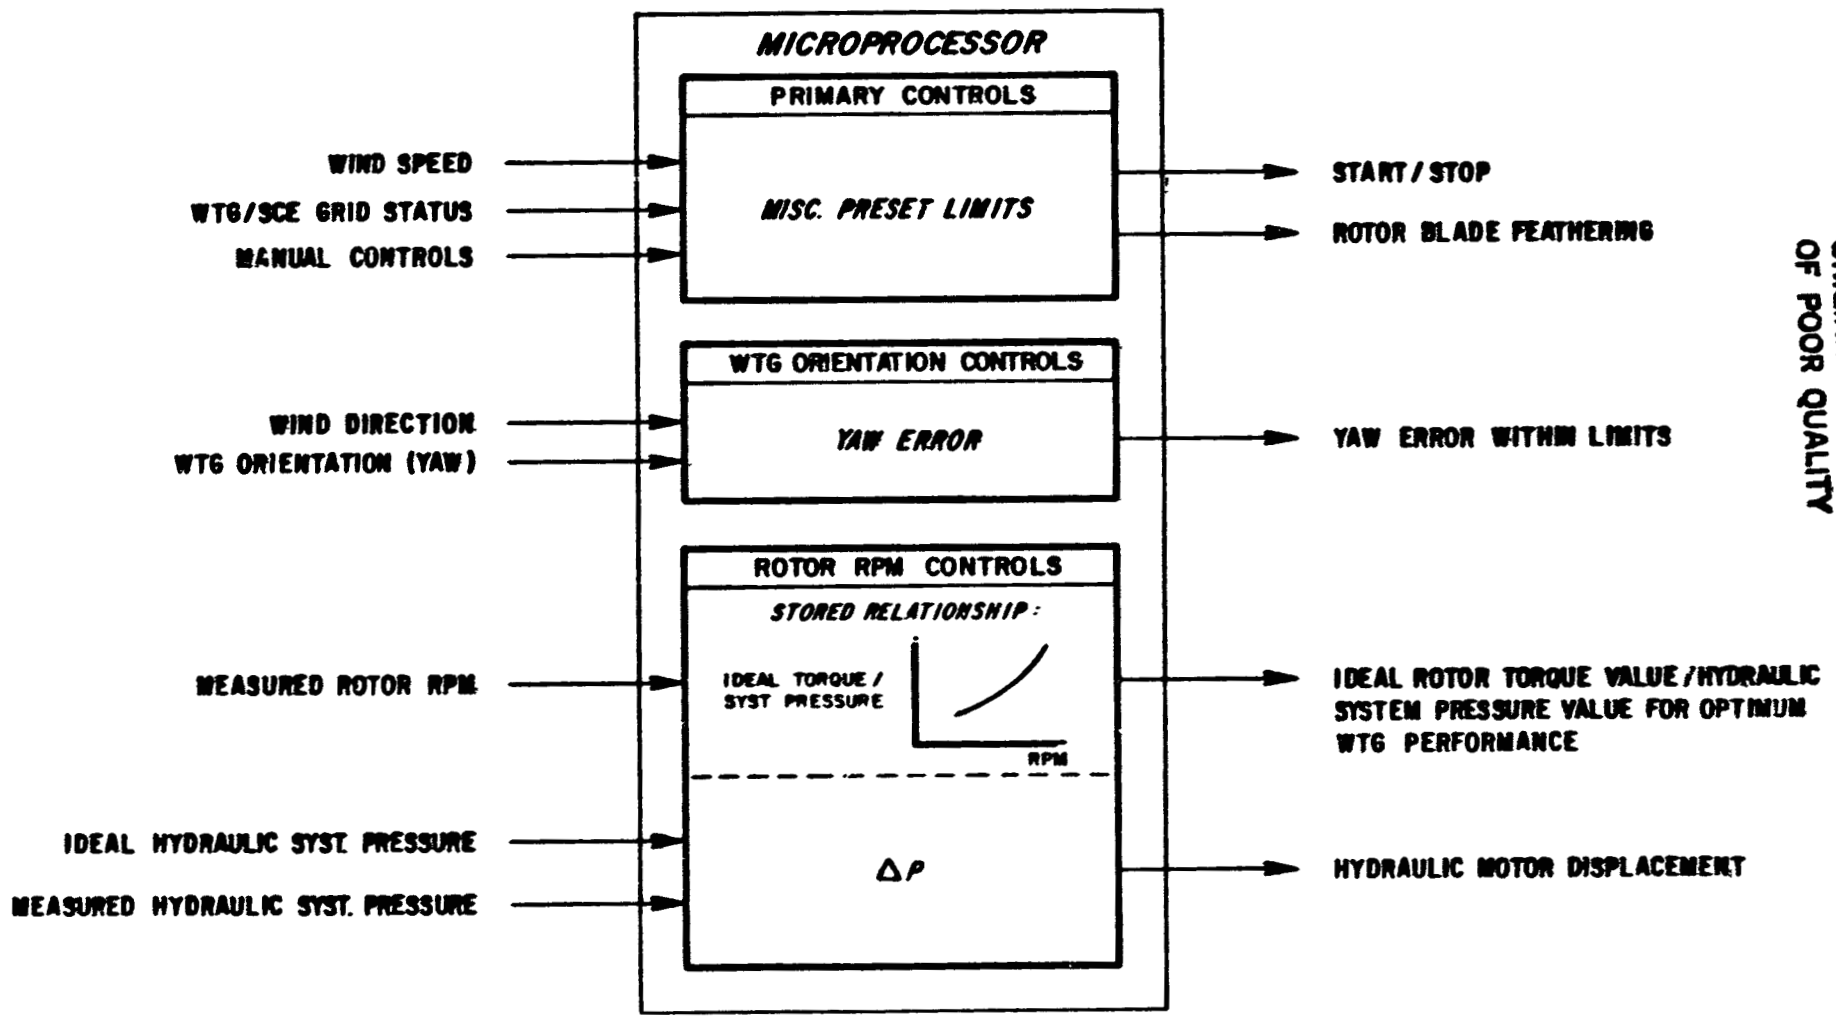 MICROPROCESSOR
PRIMARY CONTROLS
WIND SPEED
WTG/SCE GRID STATUS
MANUAL CONTROLS
MISC. PRESET LIMITS
START/STOP
ROTOR BLADE FEATHERING
WTG ORIENTATION CONTROLS
WIND DIRECTION
WTG ORIENTATION (YAW)
YAW ERROR
YAW ERROR WITHIN LIMITS
ROTOR RPM CONTROLS
STORED RELATIONSHIP:
MEASURED ROTOR RPM
IDEAL TORQUE/
SYST PRESSURE
RPM
IDEAL ROTOR TORQUE VALUE/HYDRAULIC
SYSTEM PRESSURE VALUE FOR OPTIMUM
WTG PERFORMANCE
IDEAL HYDRAULIC SYST. PRESSURE
MEASURED HYDRAULIC SYST. PRESSURE
ΔP
HYDRAULIC MOTOR DISPLACEMENT
OF POOR QUALITY